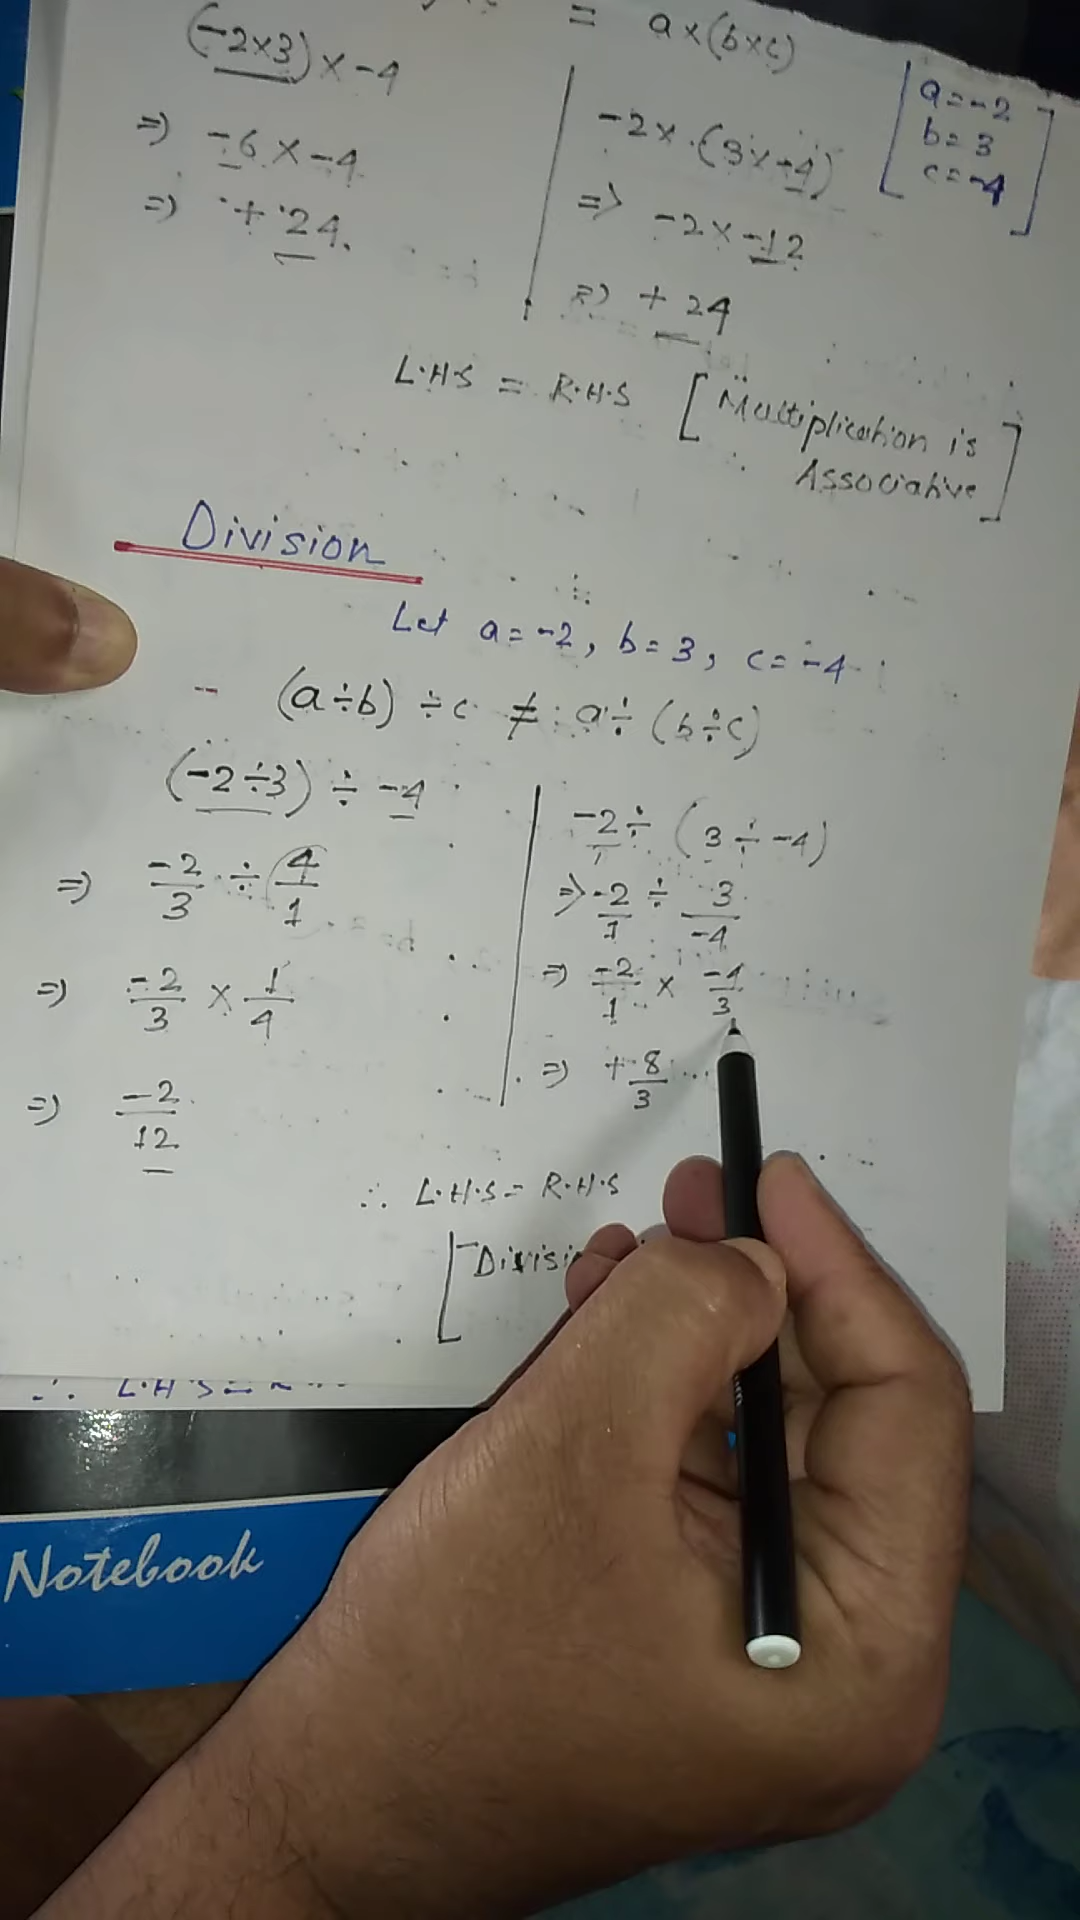 = a×(b×c)
(-2×3)×-4
⇒ -6×-4
⇒ +24.
-2×(3×-4)
⇒ -2×-12
⇒ +24
[a=-2
b=3
c=-4]
L.H.S = R.H.S [Multiplication is
Associative]
Division
Let a=-2, b=3, c=-4
(a÷b)÷c ≠ a÷(b÷c)
(-2÷3)÷-4
⇒ -2/3 ÷ 4/1
⇒ -2/3 × 1/4
⇒ -2/12
-2÷(3÷-4)
⇒ -2/1 ÷ 3/-4
⇒ -2/1 × -4/3
⇒ +8/3
∴ L.H.S = R.H.S
∴ L.H.S =
Notebook